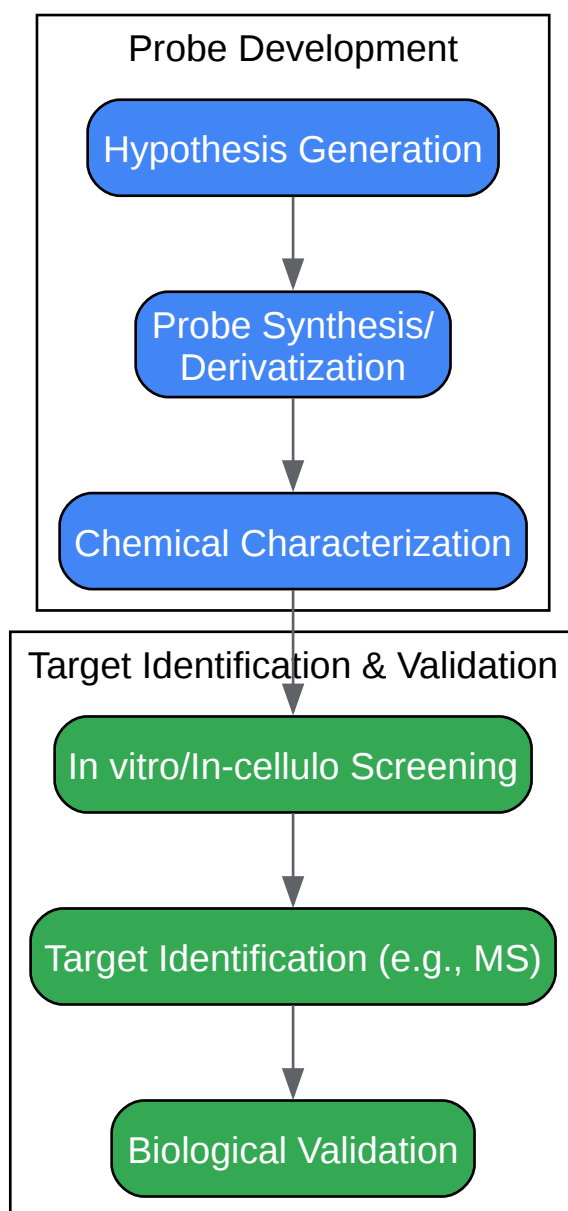 Probe Development
Hypothesis Generation
Probe Synthesis/
Derivatization
Chemical Characterization
Target Identification & Validation
In vitro/In-cellulo Screening
Target Identification (e.g., MS)
Biological Validation